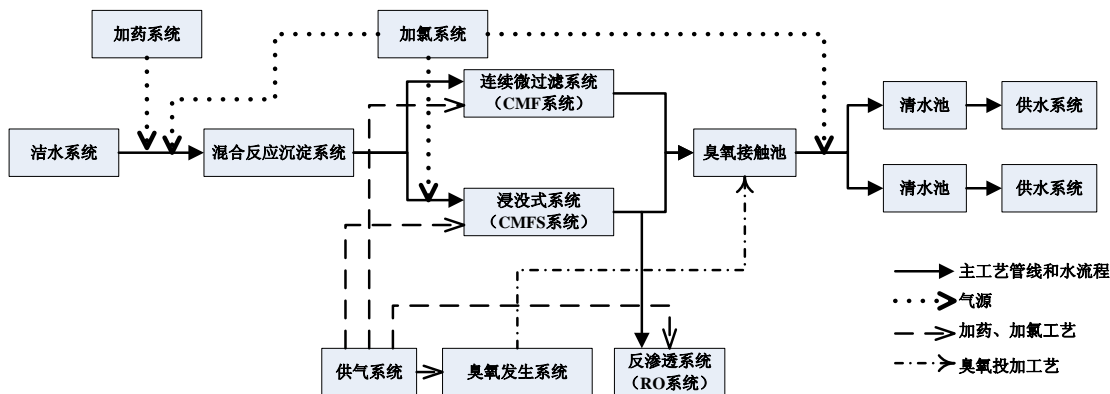 加药系统
加氯系统
连续微过滤系统
（CMF系统）
清水池
供水系统
洁水系统
混合反应沉淀系统
臭氧接触池
浸没式系统
（CMFS系统）
清水池
供水系统
主工艺管线和水流程
气源
加药、加氯工艺
臭氧投加工艺
供气系统
臭氧发生系统
反渗透系统
（RO系统）